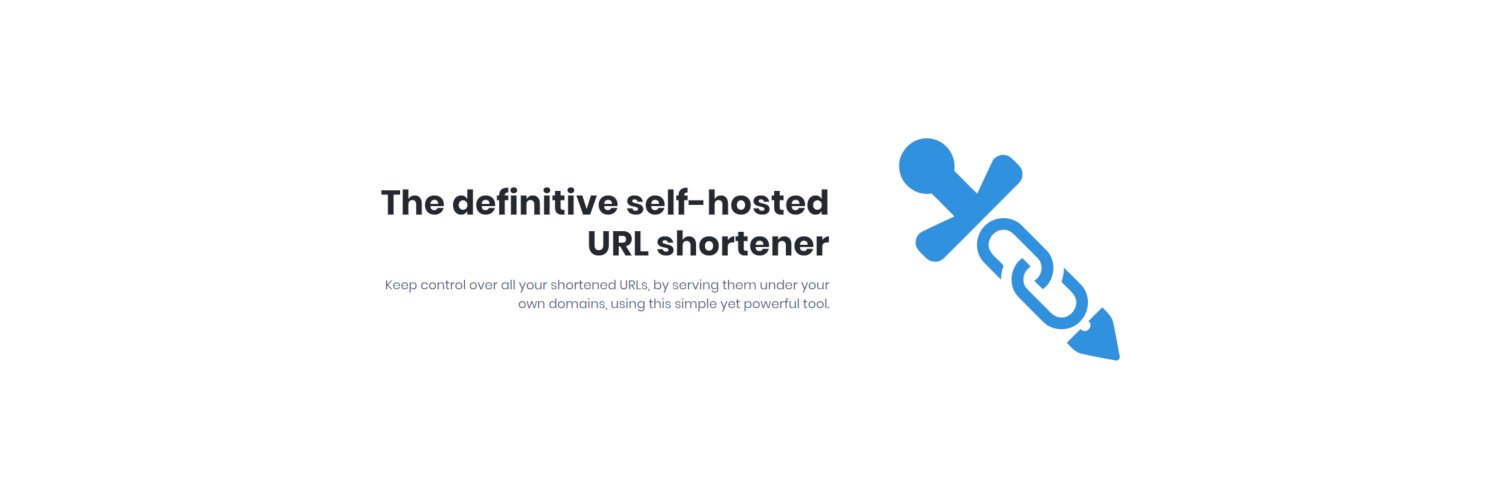 The definitive self-hosted
URL shortener
Keep control over all your shortened URLs, by serving them under your
own domains, using this simple yet powerful tool.